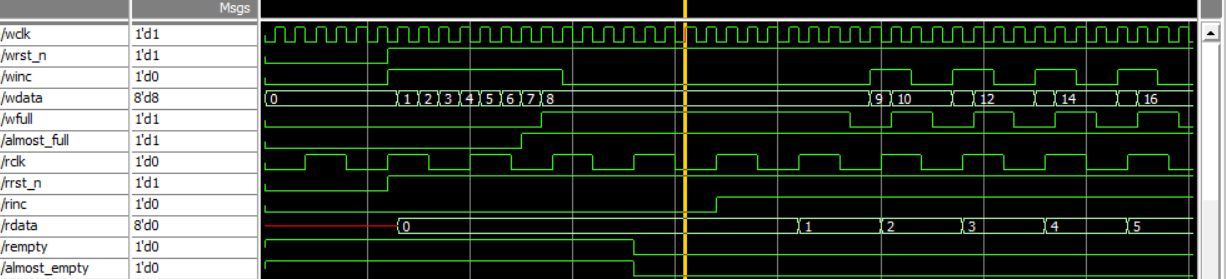 Msgs
/wclk 1'd1
/wrst_n 1'd1
/winc 1'd0
/wdata 8'd8 0 1 2 3 4 5 6 7 8 9 10 12 14 16
/wfull 1'd1
/almost_full 1'd1
/rclk 1'd0
/rrst_n 1'd1
/rinc 1'd0
/rdata 8'd0 0 1 2 3 4 5
/rempty 1'd0
/almost_empty 1'd0